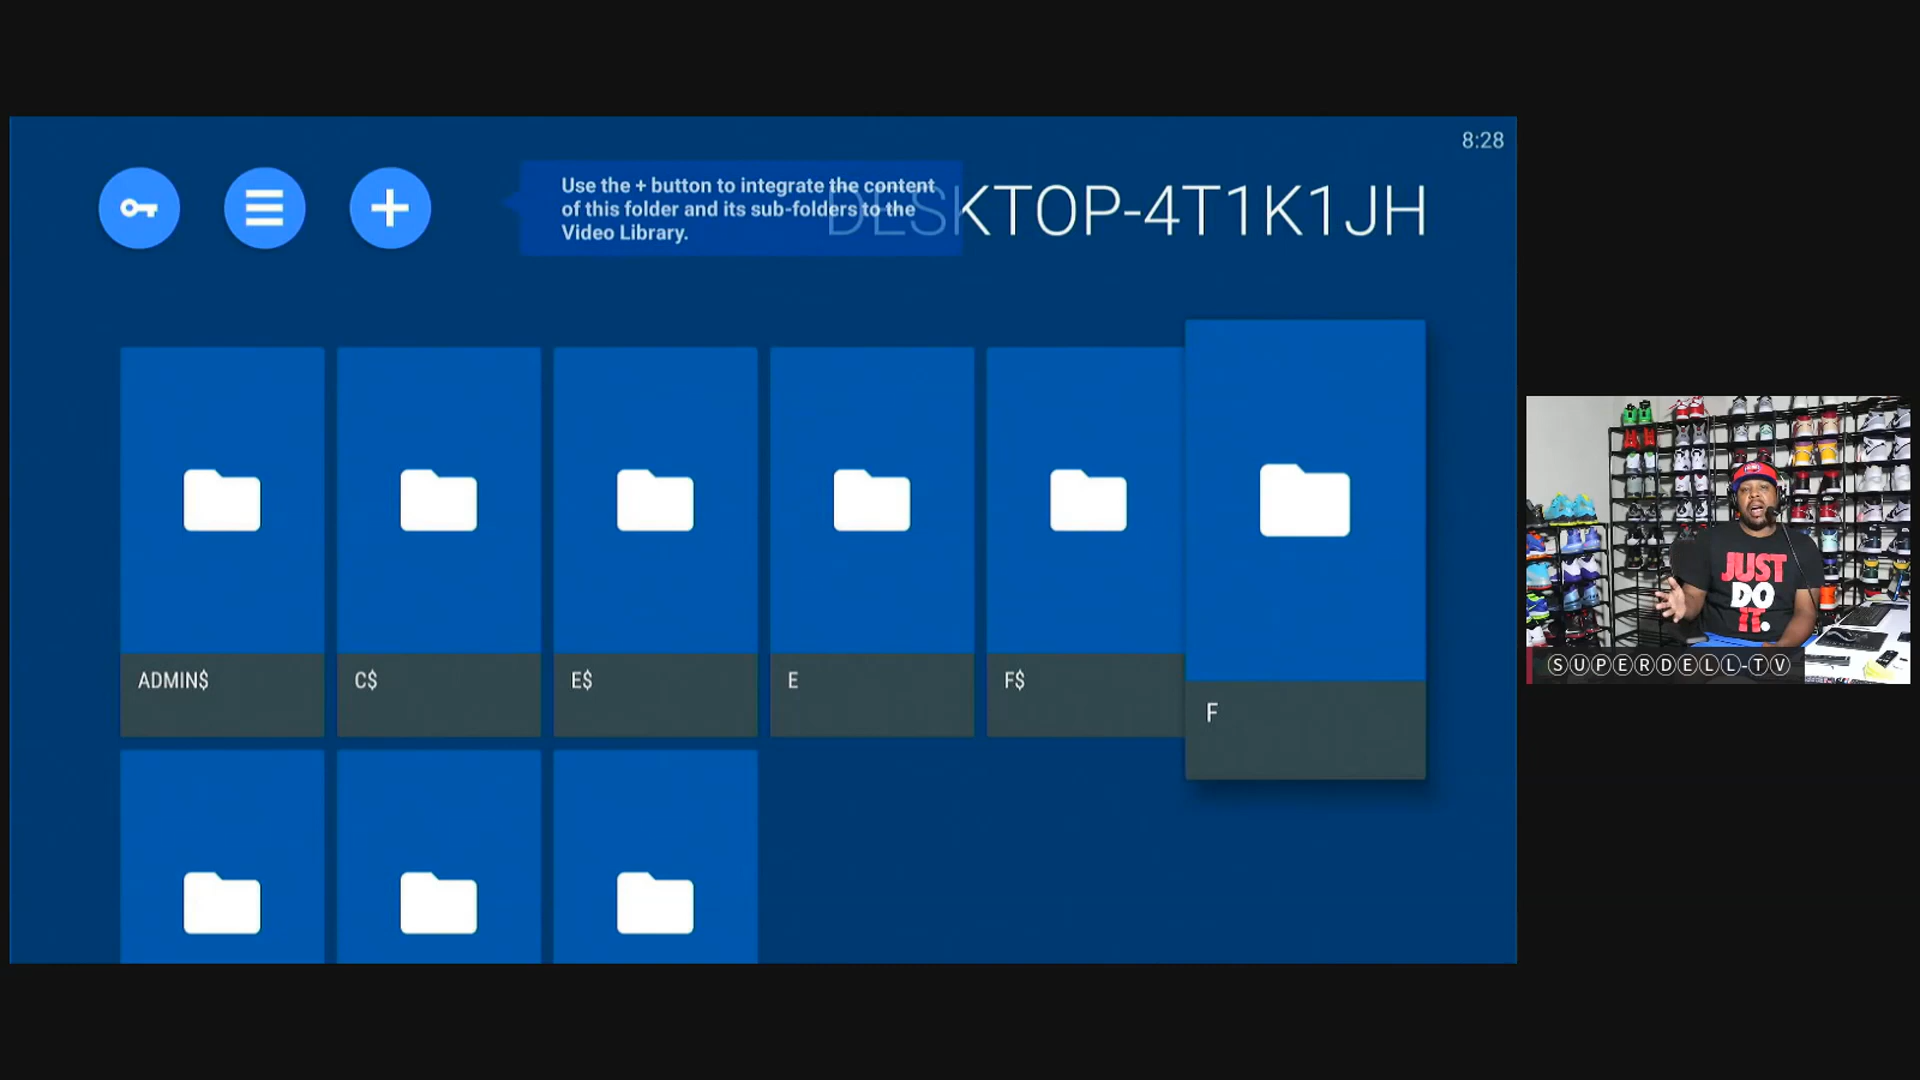 8:28
Use the + button to integrate the content
of this folder and its sub-folders to the
Video Library.
DESKTOP-4T1K1JH
ADMIN$
C$
E$
E
F$
F
JUST
DO
IT.
ⓈⓊⓅⒺⓇⒹⒺⓁⓁ-ⓉⓋ